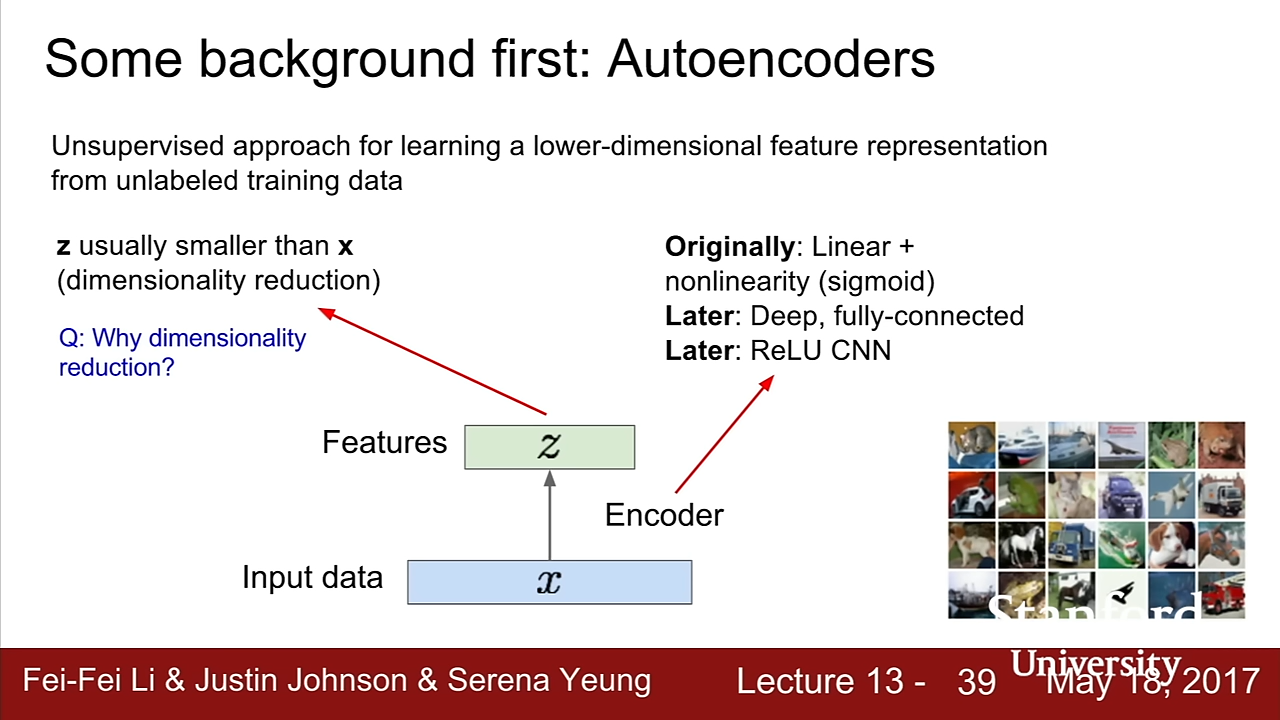 Some background first: Autoencoders
Unsupervised approach for learning a lower-dimensional feature representation
from unlabeled training data
z usually smaller than x
(dimensionality reduction)
Q: Why dimensionality
reduction?
Originally: Linear +
nonlinearity (sigmoid)
Later: Deep, fully-connected
Later: ReLU CNN
Features
z
Encoder
Input data
x
Stanford
University
Fei-Fei Li & Justin Johnson & Serena Yeung
Lecture 13 - 39
May 18, 2017